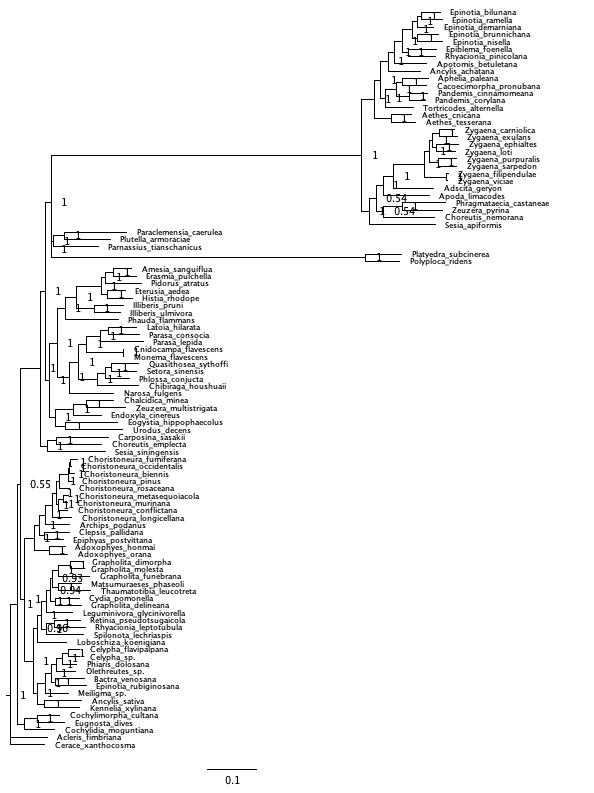 Epinotia_bilunana
Epinotia_ramella
Epinotia_demarniana
Epinotia_brunnichana
Epinotia_nisella
Epiblema_foenella
Rhyacionia_pinicolana
Apotomis_betuletana
Ancylis_achatana
Aphelia_paleana
Cacoecimorpha_pronubana
Pandemis_cinnamomeana
Pandemis_corylana
Tortricodes_alternella
Aethes_cnicana
Aethes_tesserana
Zygaena_carniolica
Zygaena_exulans
Zygaena_ephialtes
Zygaena_loti
Zygaena_purpuralis
Zygaena_sarpedon
Zygaena_filipendulae
Zygaena_viciae
Adscita_geryon
Apoda_limacodes
0.54
Phragmataecia_castaneae
0.54
Zeuzera_pyrina
Choreutis_nemorana
Sesia_apiformis
Paraclemensia_caerulea
Plutella_armoraciae
Parnassius_tianschanicus
Platyedra_subcinerea
Polyploca_ridens
Amesia_sanguiflua
Erasmia_pulchella
Pidorus_atratus
Eterusia_aedea
Histia_rhodope
Illiberis_pruni
Illiberis_ulmivora
Phauda_flammans
Latoia_hilarata
Parasa_consocia
Parasa_lepida
Cnidocampa_flavescens
Monema_flavescens
Quasithosea_sythoffi
Setora_sinensis
Phlossa_conjucta
Chibiraga_houshuaii
Narosa_fulgens
Chalcidica_minea
Zeuzera_multistrigata
Endoxyla_cinereus
Eogystia_hippophaecolus
Urodus_decens
Carposina_sasakii
Choreutis_emplecta
Sesia_siningensis
Choristoneura_fumiferana
Choristoneura_occidentalis
Choristoneura_biennis
Choristoneura_pinus
0.55
Choristoneura_rosaceana
Choristoneura_metasequoiacola
Choristoneura_murinana
Choristoneura_conflictana
Choristoneura_longicellana
Archips_podanus
Clepsis_pallidana
Epiphyas_postvittana
Adoxophyes_honmai
Adoxophyes_orana
Grapholita_dimorpha
Grapholita_molesta
0.93
Grapholita_funebrana
Matsumuraeses_phaseoli
0.94
Thaumatotibia_leucotreta
Cydia_pomonella
Grapholita_delineana
Leguminivora_glycinivorella
Retinia_pseudotsugaicola
Rhyacionia_leptotubula
Spilonota_lechriaspis
Loboschiza_koenigiana
Celypha_flavipalpana
Celypha_sp.
Phiaris_dolosana
Olethreutes_sp.
Bactra_venosana
Epinotia_rubiginosana
Meiligma_sp.
Ancylis_sativa
Kennelia_xylinana
Cochylimorpha_cultana
Eugnosta_dives
Cochylidia_moguntiana
Acleris_fimbriana
Cerace_xanthocosma
0.1